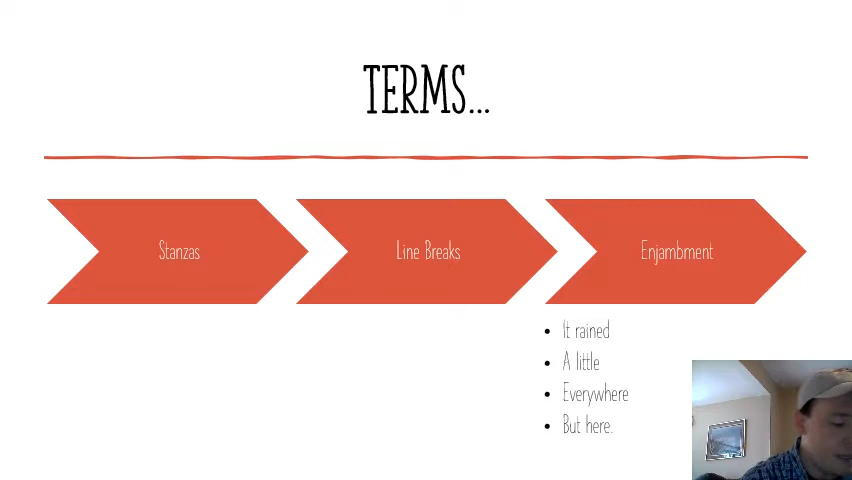 TERMS...
Stanzas
Line Breaks
Enjambment
• It rained
• A little
• Everywhere
• But here.